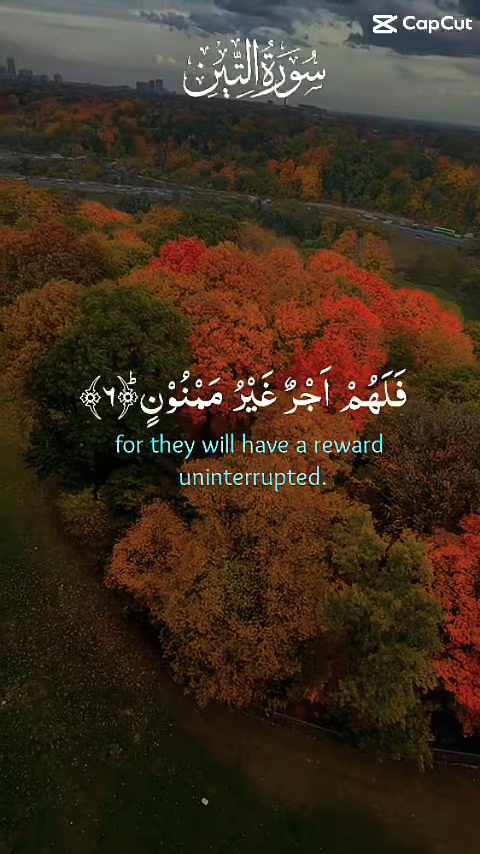 CapCut
سُورَةُ التِّينِ
فَلَهُمْ اَجْرٌ غَيْرُ مَمْنُوْنٍؕ﴿٦﴾
for they will have a reward
uninterrupted.